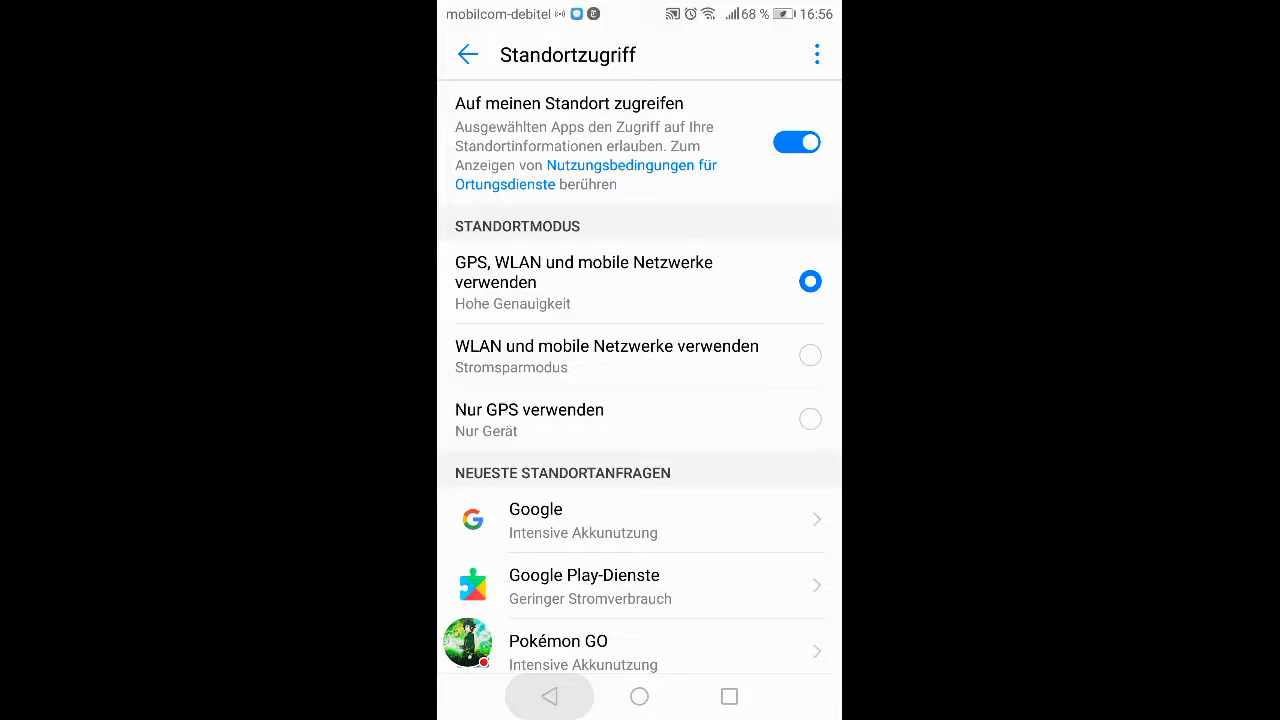 mobilcom-debitel 68 % 16:56
Standortzugriff
Auf meinen Standort zugreifen
Ausgewählten Apps den Zugriff auf Ihre
Standortinformationen erlauben. Zum
Anzeigen von Nutzungsbedingungen für
Ortungsdienste berühren
STANDORTMODUS
GPS, WLAN und mobile Netzwerke
verwenden
Hohe Genauigkeit
WLAN und mobile Netzwerke verwenden
Stromsparmodus
Nur GPS verwenden
Nur Gerät
NEUESTE STANDORTANFRAGEN
Google
Intensive Akkunutzung
Google Play-Dienste
Geringer Stromverbrauch
Pokémon GO
Intensive Akkunutzung